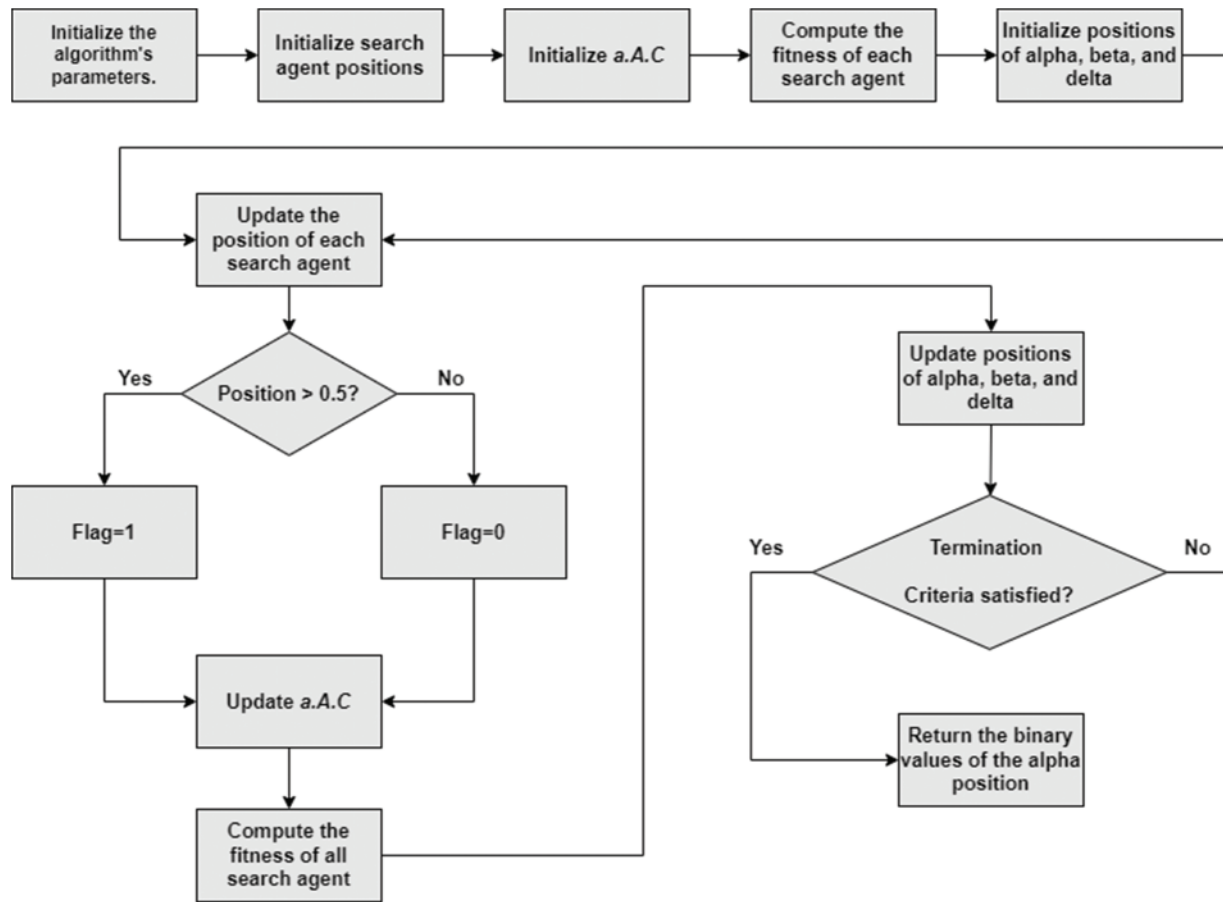 Initialize the
algorithm's
parameters.
Initialize search
agent positions
Initialize a.A.C
Compute the
fitness of each
search agent
Initialize positions
of alpha, beta, and
delta
Update the
position of each
search agent
Position > 0.5?
Yes
No
Flag=1
Flag=0
Update a.A.C
Compute the
fitness of all
search agent
Update positions
of alpha, beta, and
delta
Termination
Criteria satisfied?
Yes
No
Return the binary
values of the alpha
position